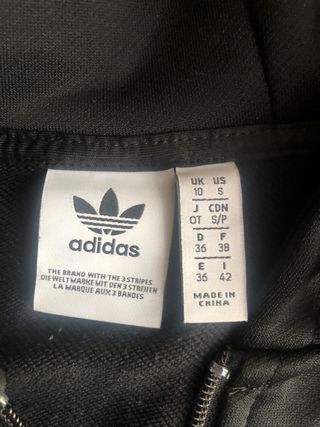 adidas
THE BRAND WITH THE 3 STRIPES
DIE WELTMARKE MIT DEN 3 STREIFEN
LA MARQUE AUX 3 BANDES
UK US
10 S
J CDN
OT S/P
D F
36 38
E I
36 42
MADE IN
CHINA